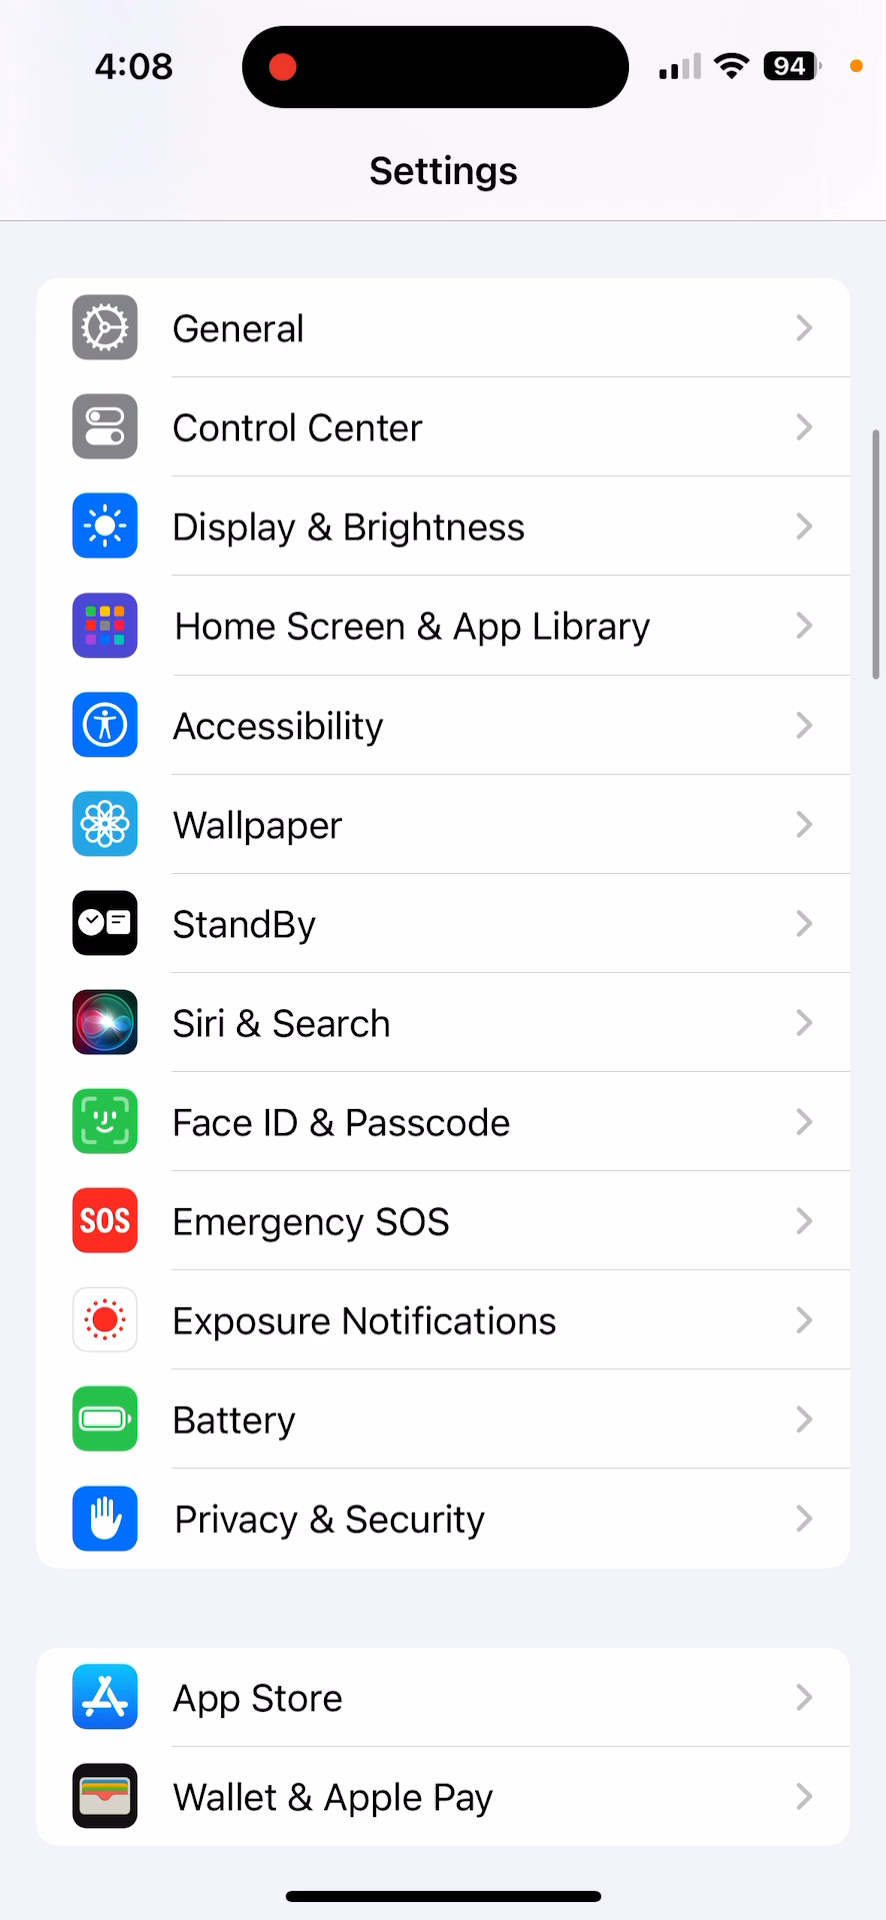 4:08
94
Settings
General
Control Center
Display & Brightness
Home Screen & App Library
Accessibility
Wallpaper
StandBy
Siri & Search
Face ID & Passcode
SOS
Emergency SOS
Exposure Notifications
Battery
Privacy & Security
App Store
Wallet & Apple Pay